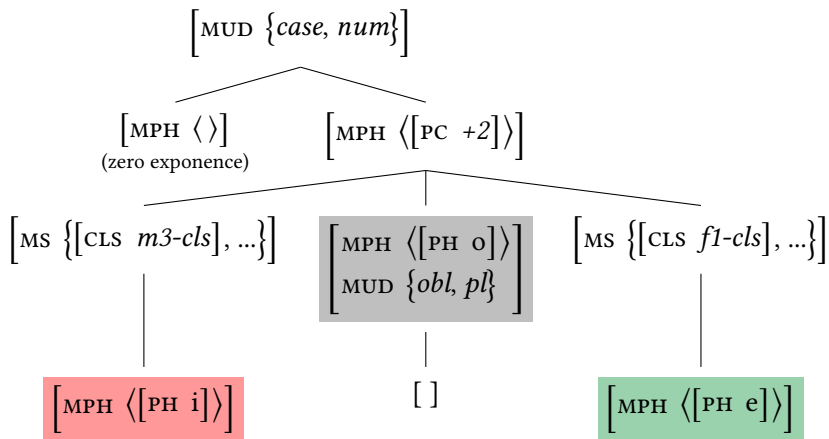 [MUD {case, num}]
[MPH ⟨ ⟩]
(zero exponence)
[MPH ⟨[PC +2]⟩]
[MS {[CLS m3-cls], ...}]
[MPH ⟨[PH o]⟩
MUD {obl, pl}]
[MS {[CLS f1-cls], ...}]
[MPH ⟨[PH i]⟩]
[ ]
[MPH ⟨[PH e]⟩]